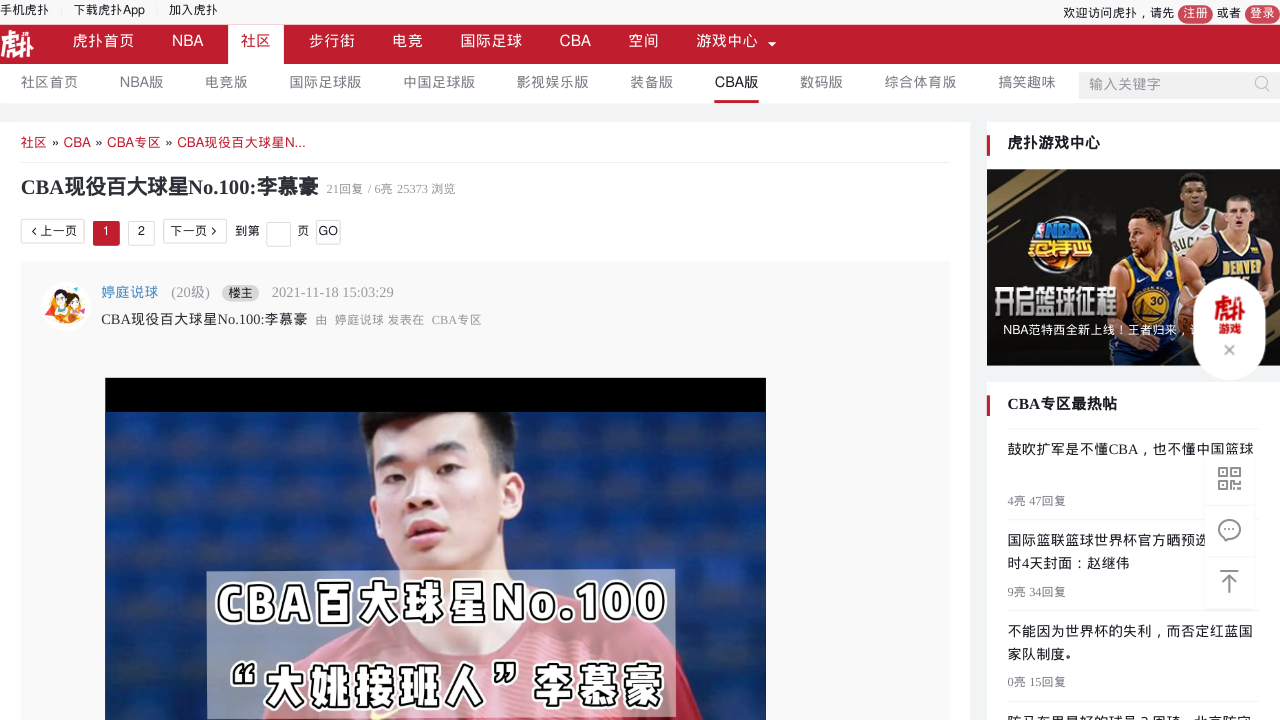 手机虎扑 下载虎扑App 加入虎扑
欢迎访问虎扑，请先 注册 或者 登录
虎扑 虎扑首页 NBA 社区 步行街 电竞 国际足球 CBA 空间 游戏中心
社区首页 NBA版 电竞版 国际足球版 中国足球版 影视娱乐版 装备版 CBA版 数码版 综合体育版 搞笑趣味 输入关键字
社区 » CBA » CBA专区 » CBA现役百大球星N...
CBA现役百大球星No.100:李慕豪 21回复 / 6亮 25373 浏览
上一页 1 2 下一页 到第 页 GO
婷庭说球 (20级) 楼主 2021-11-18 15:03:29
CBA现役百大球星No.100:李慕豪 由 婷庭说球 发表在 CBA专区
CBA百大球星No.100
“大姚接班人”李慕豪
虎扑游戏中心
NBA范特西
BUCKS
DENVER
30
开启篮球征程
NBA范特西全新上线！王者归来，
虎扑
游戏
CBA专区最热帖
鼓吹扩军是不懂CBA，也不懂中国篮球
4亮 47回复
国际篮联篮球世界杯官方晒预选
时4天封面：赵继伟
9亮 34回复
不能因为世界杯的失利，而否定红蓝国
家队制度。
0亮 15回复